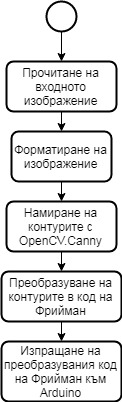 Прочитане на
входното
изображение
Форматиране на
изображение
Намиране на
контурите с
OpenCV.Canny
Преобразуване на
контурите в код на
Фрийман
Изпращане на
преобразувания код
на Фрийман към
Arduino